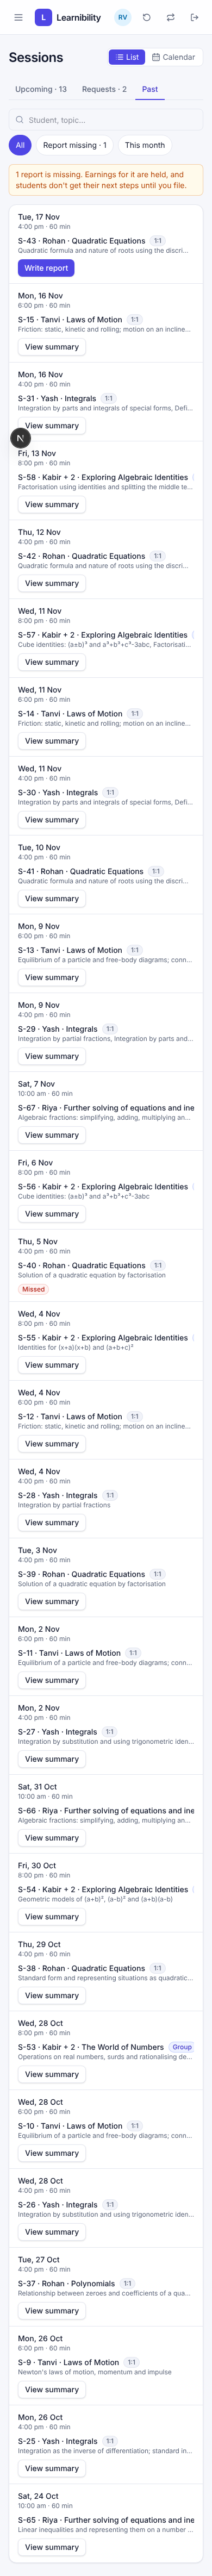 L Learnibility RV
Sessions
List Calendar
Upcoming · 13 Requests · 2 Past
Student, topic...
All Report missing · 1 This month
1 report is missing. Earnings for it are held, and
students don't get their next steps until you file.
Tue, 17 Nov
4:00 pm · 60 min
S-43 · Rohan · Quadratic Equations 1:1
Quadratic formula and nature of roots using the discri...
Write report
Mon, 16 Nov
6:00 pm · 60 min
S-15 · Tanvi · Laws of Motion 1:1
Friction: static, kinetic and rolling; motion on an incline...
View summary
Mon, 16 Nov
4:00 pm · 60 min
S-31 · Yash · Integrals 1:1
Integration by parts and integrals of special forms, Defi...
View summary
N
Fri, 13 Nov
8:00 pm · 60 min
S-58 · Kabir + 2 · Exploring Algebraic Identities
Factorisation using identities and splitting the middle te...
View summary
Thu, 12 Nov
4:00 pm · 60 min
S-42 · Rohan · Quadratic Equations 1:1
Quadratic formula and nature of roots using the discri...
View summary
Wed, 11 Nov
8:00 pm · 60 min
S-57 · Kabir + 2 · Exploring Algebraic Identities
Cube identities: (a±b)³ and a³+b³+c³-3abc, Factorisati...
View summary
Wed, 11 Nov
6:00 pm · 60 min
S-14 · Tanvi · Laws of Motion 1:1
Friction: static, kinetic and rolling; motion on an incline...
View summary
Wed, 11 Nov
4:00 pm · 60 min
S-30 · Yash · Integrals 1:1
Integration by parts and integrals of special forms, Defi...
View summary
Tue, 10 Nov
4:00 pm · 60 min
S-41 · Rohan · Quadratic Equations 1:1
Quadratic formula and nature of roots using the discri...
View summary
Mon, 9 Nov
6:00 pm · 60 min
S-13 · Tanvi · Laws of Motion 1:1
Equilibrium of a particle and free-body diagrams; conn...
View summary
Mon, 9 Nov
4:00 pm · 60 min
S-29 · Yash · Integrals 1:1
Integration by partial fractions, Integration by parts and...
View summary
Sat, 7 Nov
10:00 am · 60 min
S-67 · Riya · Further solving of equations and ine
Algebraic fractions: simplifying, adding, multiplying an...
View summary
Fri, 6 Nov
8:00 pm · 60 min
S-56 · Kabir + 2 · Exploring Algebraic Identities
Cube identities: (a±b)³ and a³+b³+c³-3abc
View summary
Thu, 5 Nov
4:00 pm · 60 min
S-40 · Rohan · Quadratic Equations 1:1
Solution of a quadratic equation by factorisation
Missed
Wed, 4 Nov
8:00 pm · 60 min
S-55 · Kabir + 2 · Exploring Algebraic Identities
Identities for (x+a)(x+b) and (a+b+c)²
View summary
Wed, 4 Nov
6:00 pm · 60 min
S-12 · Tanvi · Laws of Motion 1:1
Friction: static, kinetic and rolling; motion on an incline...
View summary
Wed, 4 Nov
4:00 pm · 60 min
S-28 · Yash · Integrals 1:1
Integration by partial fractions
View summary
Tue, 3 Nov
4:00 pm · 60 min
S-39 · Rohan · Quadratic Equations 1:1
Solution of a quadratic equation by factorisation
View summary
Mon, 2 Nov
6:00 pm · 60 min
S-11 · Tanvi · Laws of Motion 1:1
Equilibrium of a particle and free-body diagrams; conn...
View summary
Mon, 2 Nov
4:00 pm · 60 min
S-27 · Yash · Integrals 1:1
Integration by substitution and using trigonometric iden...
View summary
Sat, 31 Oct
10:00 am · 60 min
S-66 · Riya · Further solving of equations and ine
Algebraic fractions: simplifying, adding, multiplying an...
View summary
Fri, 30 Oct
8:00 pm · 60 min
S-54 · Kabir + 2 · Exploring Algebraic Identities
Geometric models of (a+b)², (a-b)² and (a+b)(a-b)
View summary
Thu, 29 Oct
4:00 pm · 60 min
S-38 · Rohan · Quadratic Equations 1:1
Standard form and representing situations as quadratic...
View summary
Wed, 28 Oct
8:00 pm · 60 min
S-53 · Kabir + 2 · The World of Numbers Group
Operations on real numbers, surds and rationalising de...
View summary
Wed, 28 Oct
6:00 pm · 60 min
S-10 · Tanvi · Laws of Motion 1:1
Equilibrium of a particle and free-body diagrams; conn...
View summary
Wed, 28 Oct
4:00 pm · 60 min
S-26 · Yash · Integrals 1:1
Integration by substitution and using trigonometric iden...
View summary
Tue, 27 Oct
4:00 pm · 60 min
S-37 · Rohan · Polynomials 1:1
Relationship between zeroes and coefficients of a qua...
View summary
Mon, 26 Oct
6:00 pm · 60 min
S-9 · Tanvi · Laws of Motion 1:1
Newton's laws of motion, momentum and impulse
View summary
Mon, 26 Oct
4:00 pm · 60 min
S-25 · Yash · Integrals 1:1
Integration as the inverse of differentiation; standard in...
View summary
Sat, 24 Oct
10:00 am · 60 min
S-65 · Riya · Further solving of equations and ine
Linear inequalities and representing them on a number ...
View summary